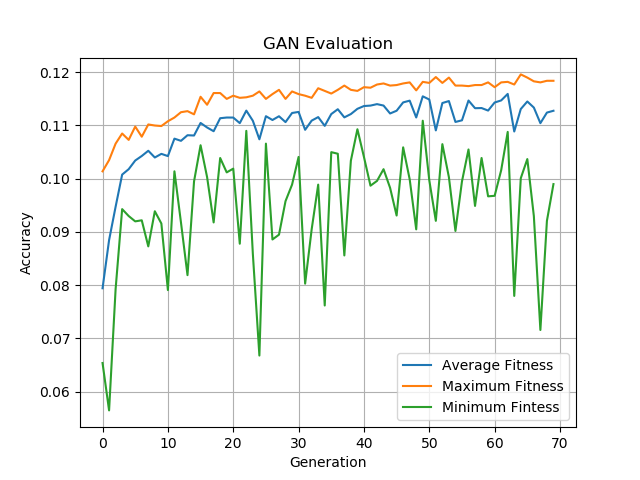 GAN Evaluation
Accuracy
0.12
0.11
0.10
0.09
0.08
0.07
0.06
0
10
20
30
40
50
60
70
Generation
Average Fitness
Maximum Fitness
Minimum Fintess